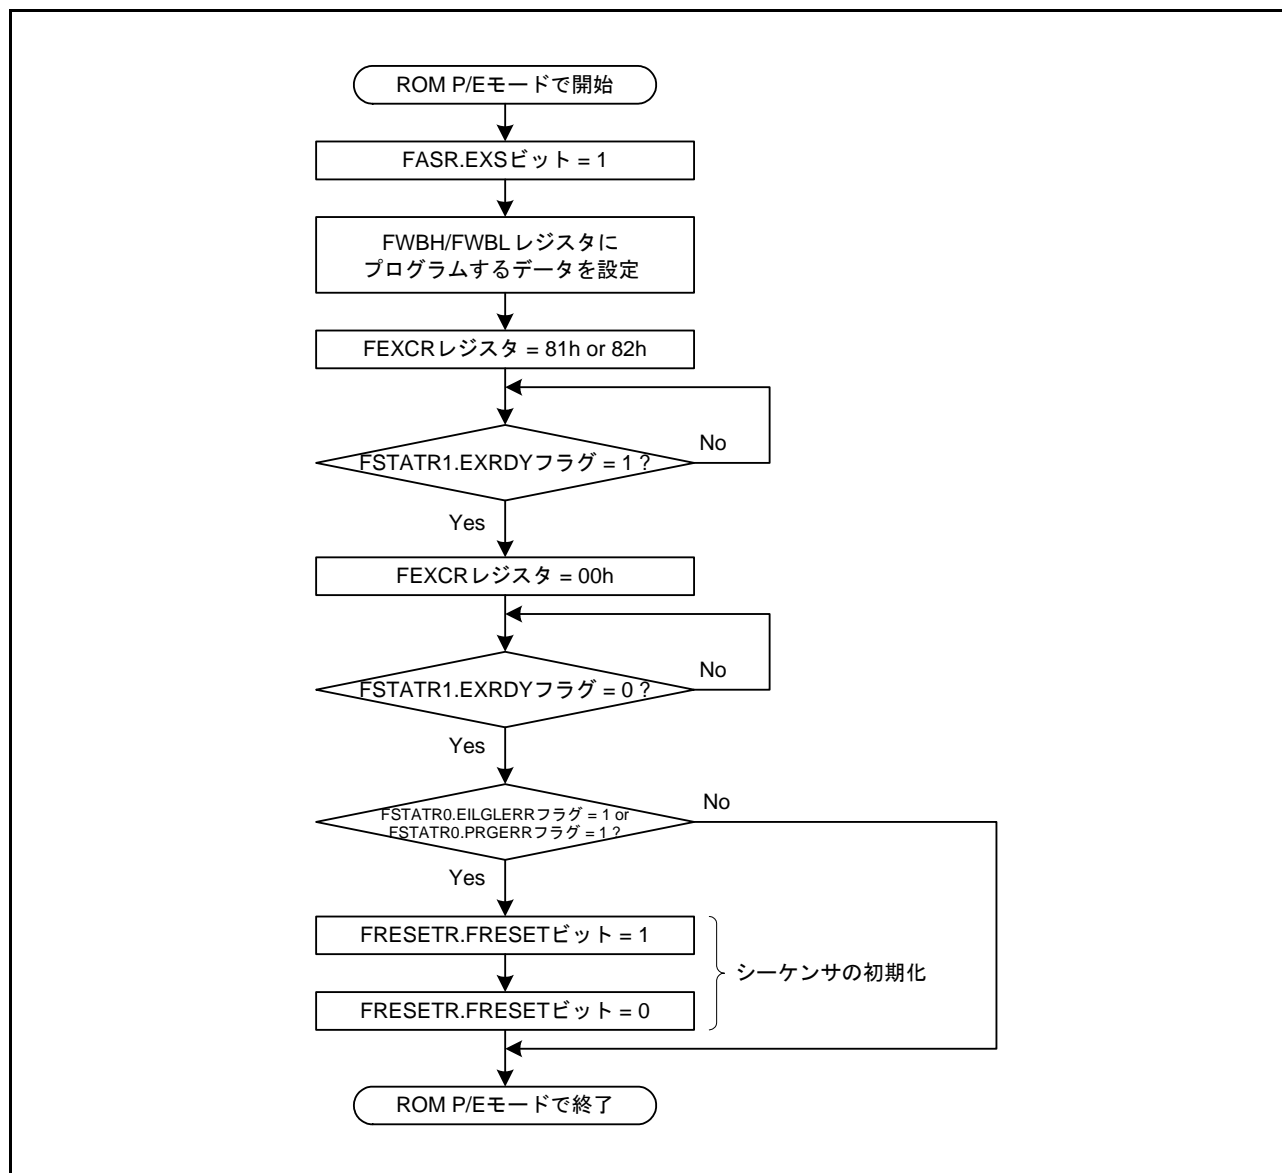 ROM P/Eモードで開始
FASR.EXSビット = 1
FWBH/FWBLレジスタに
プログラムするデータを設定
FEXCRレジスタ = 81h or 82h
FSTATR1.EXRDYフラグ = 1 ?
No
Yes
FEXCRレジスタ = 00h
FSTATR1.EXRDYフラグ = 0 ?
No
Yes
FSTATR0.EILGLERRフラグ = 1 or
FSTATR0.PRGERRフラグ = 1 ?
No
Yes
FRESETR.FRESETビット = 1
シーケンサの初期化
FRESETR.FRESETビット = 0
ROM P/Eモードで終了